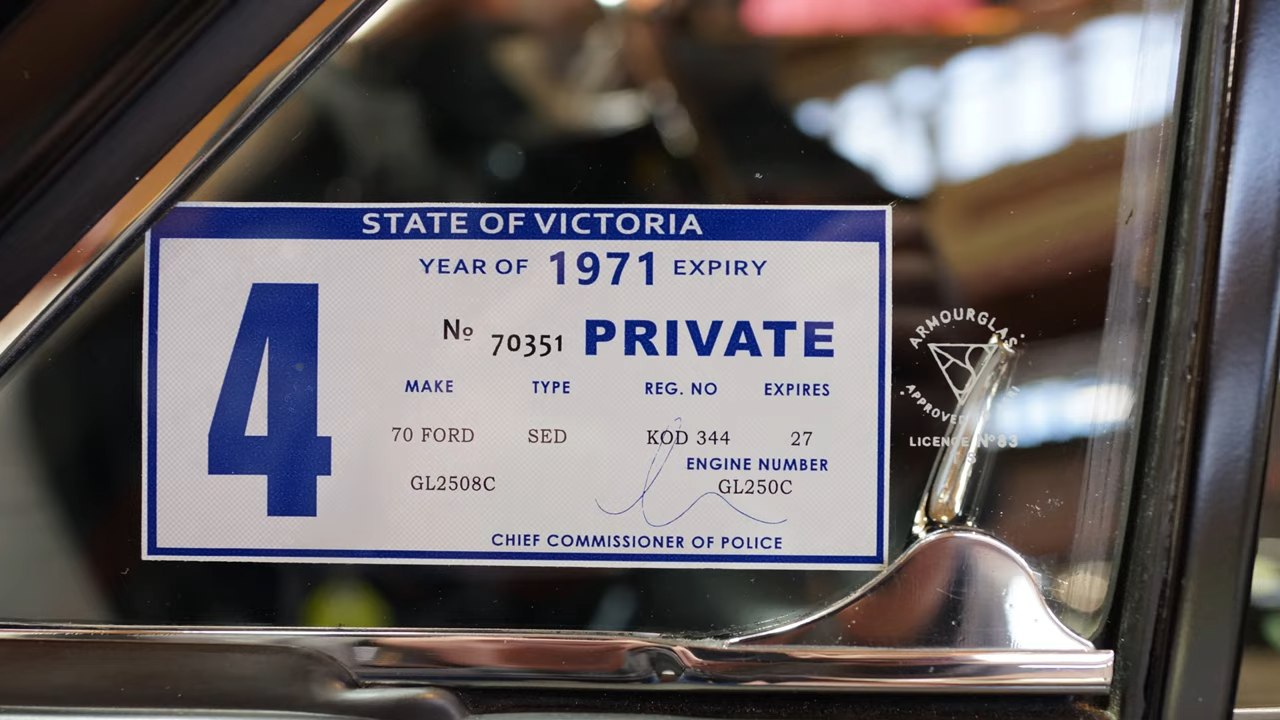 STATE OF VICTORIA
YEAR OF 1971 EXPIRY
4
Nº 70351 PRIVATE
MAKE TYPE REG. NO EXPIRES
70 FORD SED KOD 344 27
ENGINE NUMBER
GL2508C GL250C
CHIEF COMMISSIONER OF POLICE
ARMOURGLAS
APPROVED
LICENCE Nº83